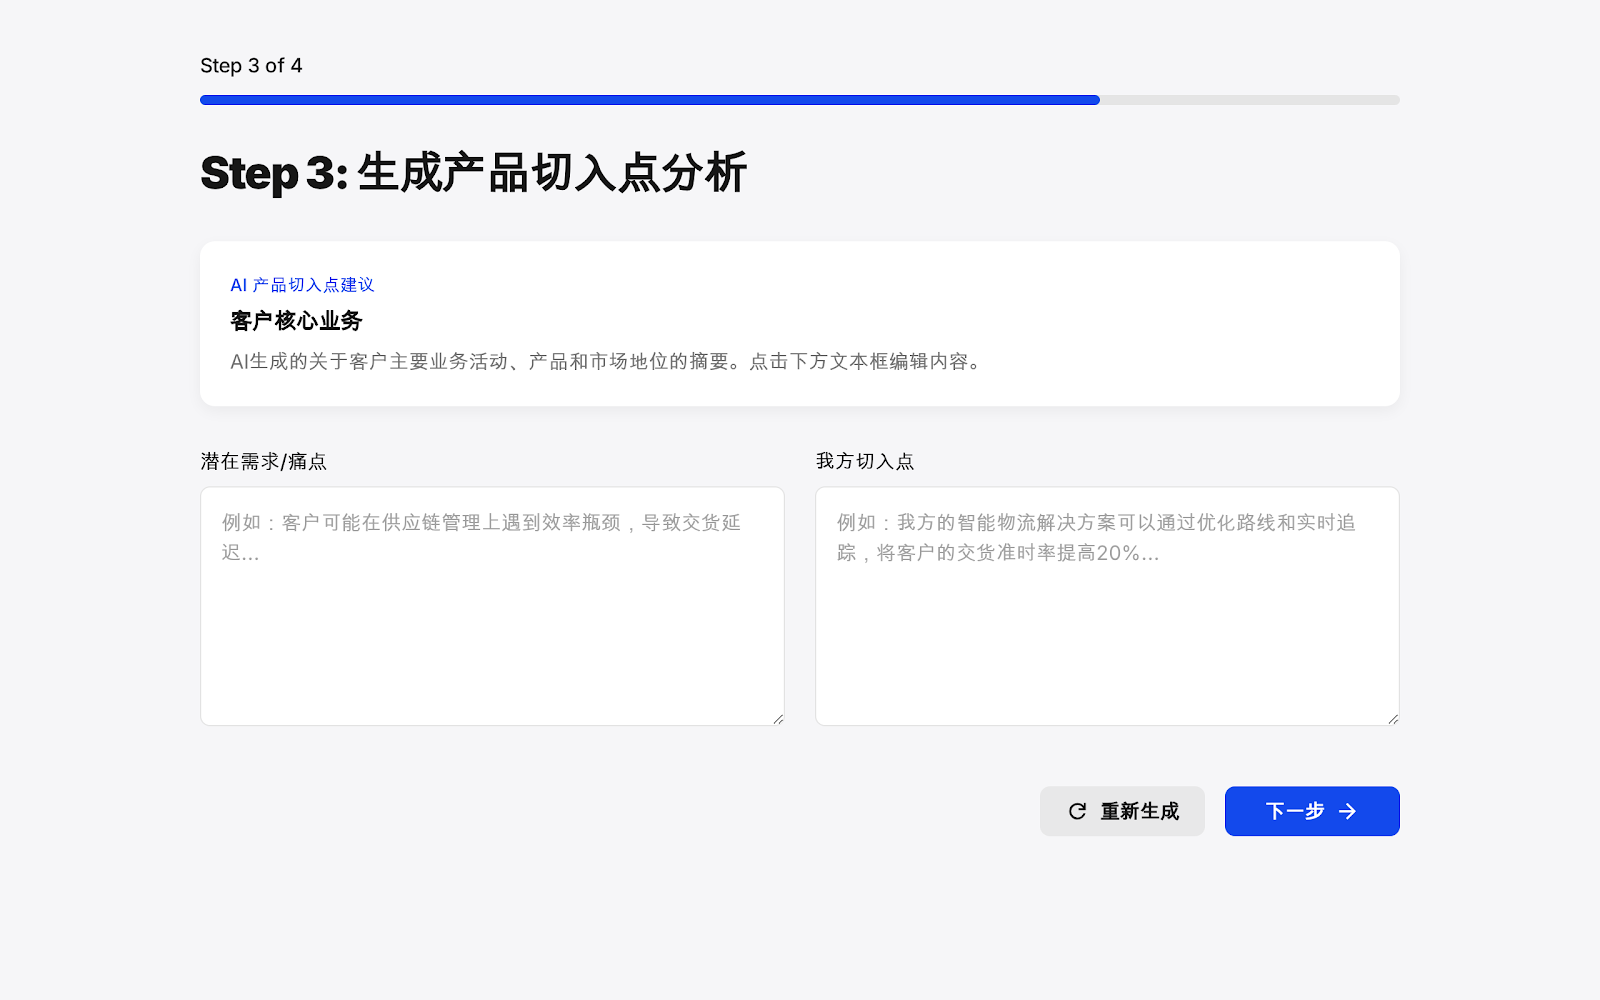 Step 3 of 4
Step 3: 生成产品切入点分析
AI 产品切入点建议
客户核心业务
AI生成的关于客户主要业务活动、产品和市场地位的摘要。点击下方文本框编辑内容。
潜在需求/痛点
例如：客户可能在供应链管理上遇到效率瓶颈，导致交货延
迟...
我方切入点
例如：我方的智能物流解决方案可以通过优化路线和实时追
踪，将客户的交货准时率提高20%...
重新生成
下一步